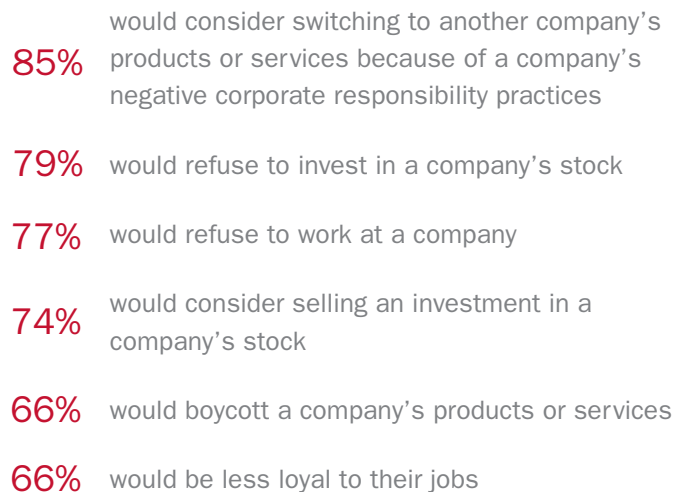 would consider switching to another company’s
85% products or services because of a company’s
negative corporate responsibility practices
79% would refuse to invest in a company’s stock
77% would refuse to work at a company
would consider selling an investment in a
74%
company’s stock
66% would boycott a company’s products or services
66% would be less loyal to their jobs